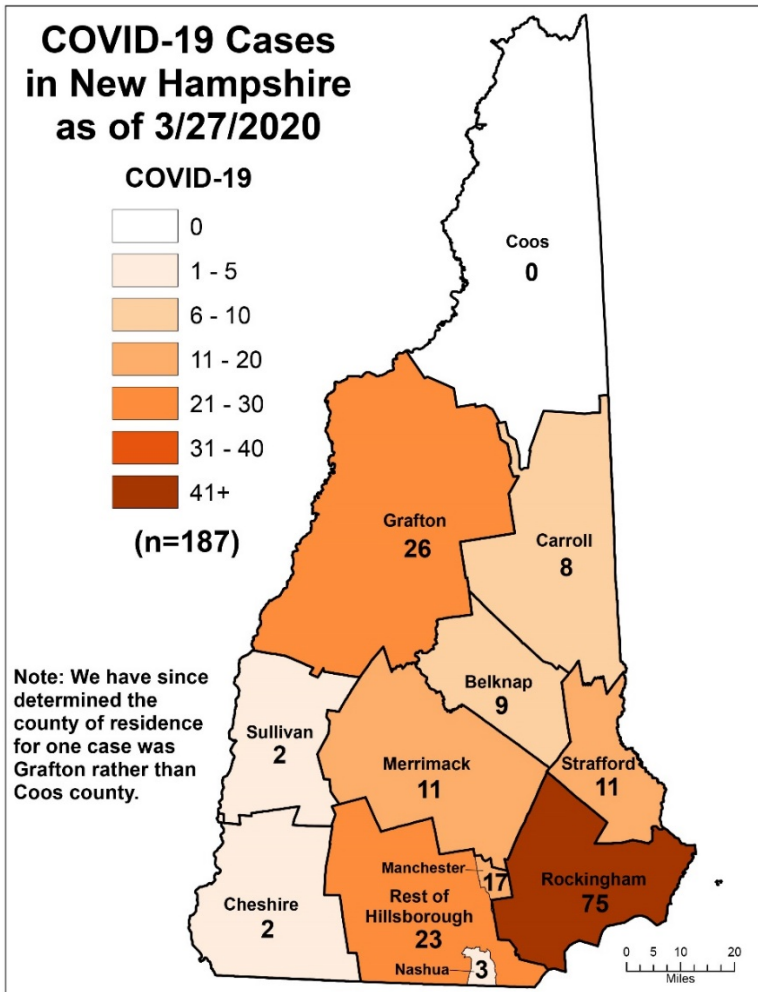 COVID-19 Cases
in New Hampshire
as of 3/27/2020
COVID-19
0
1 - 5
6 - 10
11 - 20
21 - 30
31 - 40
41+
(n=187)
Coos
0
Grafton
26
Carroll
8
Belknap
9
Note: We have since
determined the
county of residence
for one case was
Grafton rather than
Coos county.
Sullivan
2
Merrimack
11
Strafford
11
Manchester
17
Rockingham
75
Cheshire
2
Rest of
Hillsborough
23
Nashua
3
0 5 10 20
Miles